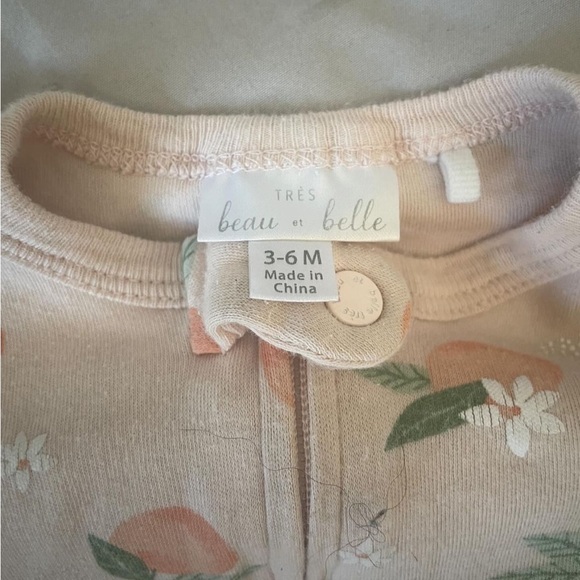 TRÈS
beau et belle
3-6 M
Made in
China